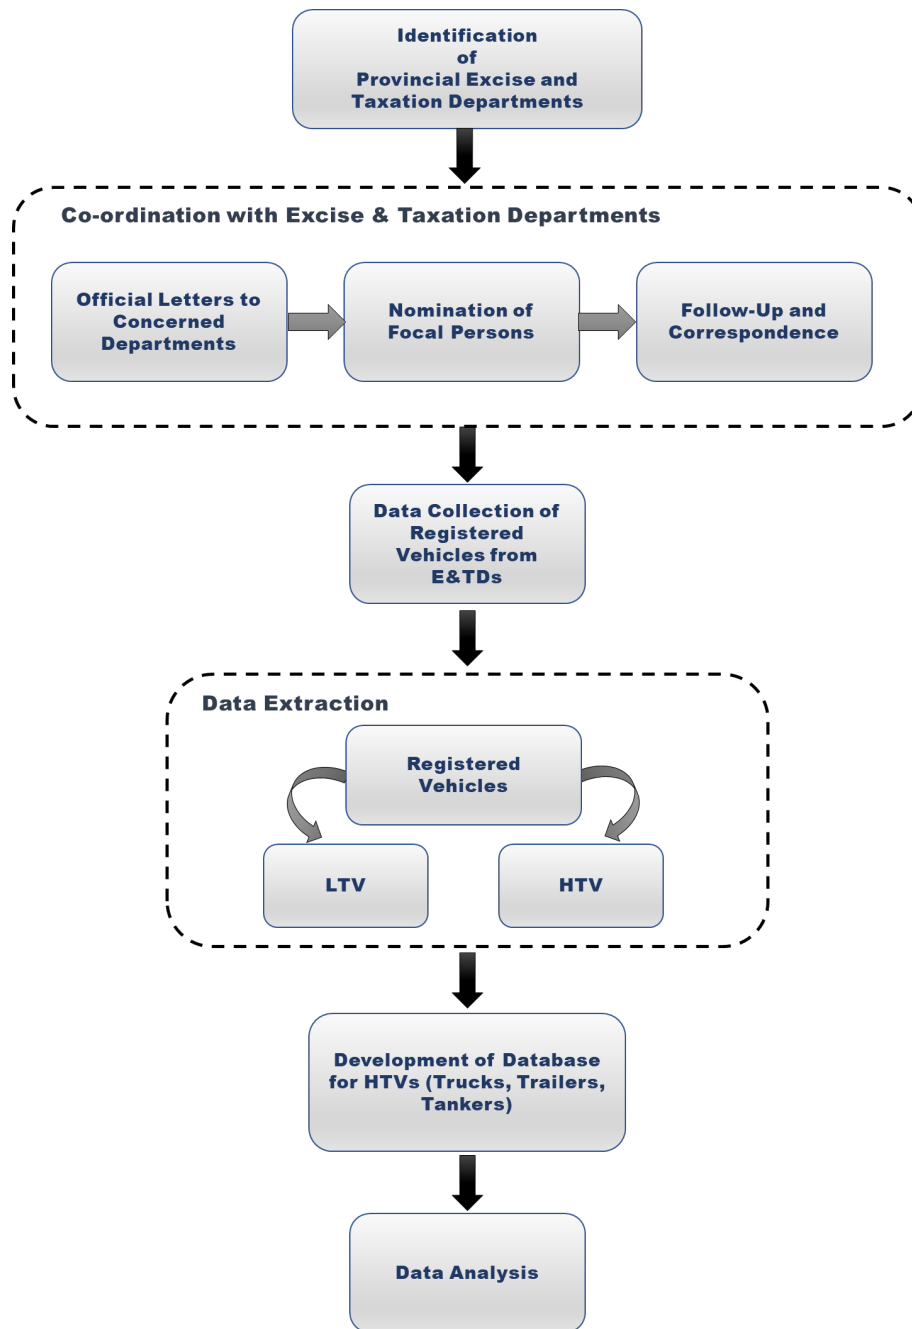 Identification
of
Provincial Excise and
Taxation Departments
Co-ordination with Excise & Taxation Departments
Official Letters to
Concerned
Departments
Nomination of
Focal Persons
Follow-Up and
Correspondence
Data Collection of
Registered
Vehicles from
E&TDs
Data Extraction
Registered
Vehicles
LTV
HTV
Development of Database
for HTVs (Trucks, Trailers,
Tankers)
Data Analysis